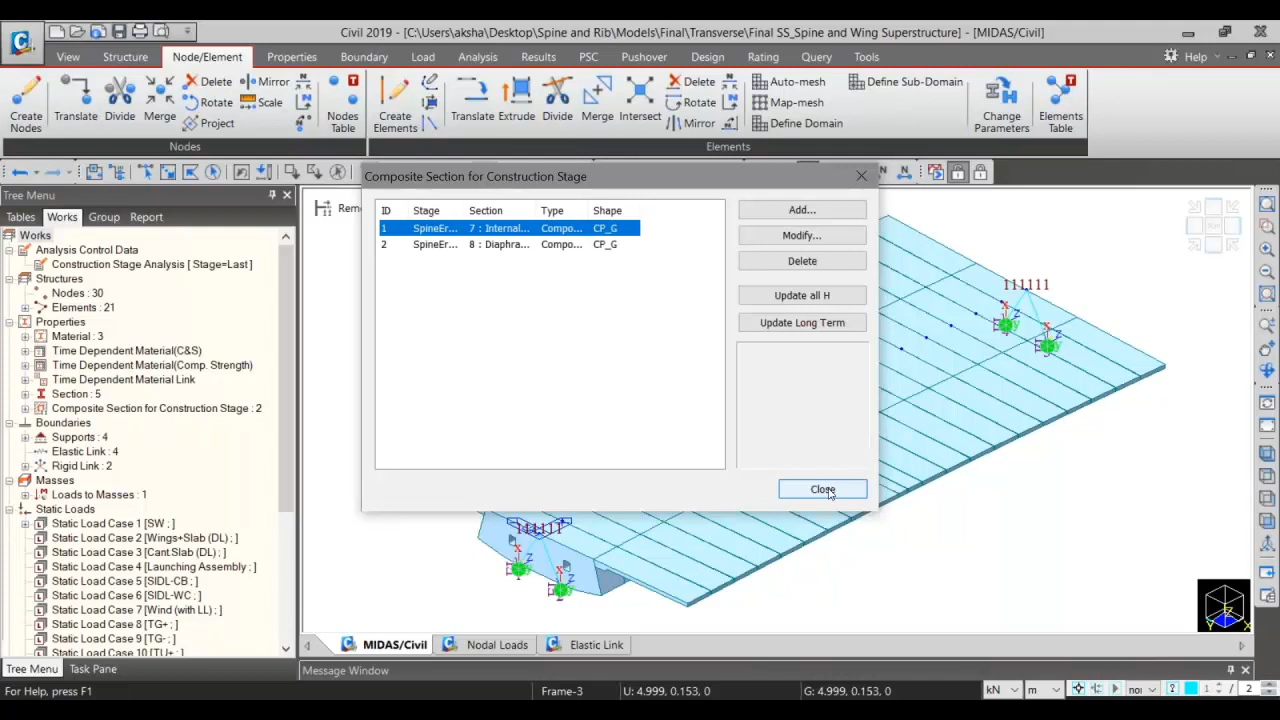 Civil 2019 - [C:\Users\aksha\Desktop\Spine and Rib\Models\Final\Transverse\Final SS_Spine and Wing Superstructure] - [MIDAS/Civil]
View Structure Node/Element Properties Boundary Load Analysis Results PSC Pushover Design Rating Query Tools Help
Create Nodes
Translate
Divide
Merge
Delete
Rotate
Project
Mirror
Scale
Nodes Table
Create Elements
Translate
Extrude
Divide
Merge
Intersect
Delete
Rotate
Mirror
Auto-mesh
Map-mesh
Define Domain
Define Sub-Domain
Change Parameters
Elements Table
Nodes
Elements
Tree Menu
Tables Works Group Report
Works
Analysis Control Data
Construction Stage Analysis [ Stage=Last ]
Structures
Nodes : 30
Elements : 21
Properties
Material : 3
Time Dependent Material(C&S)
Time Dependent Material(Comp. Strength)
Time Dependent Material Link
Section : 5
Composite Section for Construction Stage : 2
Boundaries
Supports : 4
Elastic Link : 4
Rigid Link : 2
Masses
Loads to Masses : 1
Static Loads
Static Load Case 1 [SW ; ]
Static Load Case 2 [Wings+Slab (DL) ; ]
Static Load Case 3 [Cant.Slab (DL) ; ]
Static Load Case 4 [Launching Assembly ; ]
Static Load Case 5 [SIDL-CB ; ]
Static Load Case 6 [SIDL-WC ; ]
Static Load Case 7 [Wind (with LL) ; ]
Static Load Case 8 [TG+ ; ]
Static Load Case 9 [TG- ; ]
Static Load Case 10 [TU+ ; ]
Tree Menu Task Pane
Composite Section for Construction Stage
ID Stage Section Type Shape
1 SpineEr... 7 : Internal... Compo... CP_G
2 SpineEr... 8 : Diaphra... Compo... CP_G
Add...
Modify...
Delete
Update all H
Update Long Term
Close
111111
111111
MIDAS/Civil Nodal Loads Elastic Link
Message Window
For Help, press F1
Frame-3
U: 4.999, 0.153, 0
G: 4.999, 0.153, 0
kN
m
1 / 2